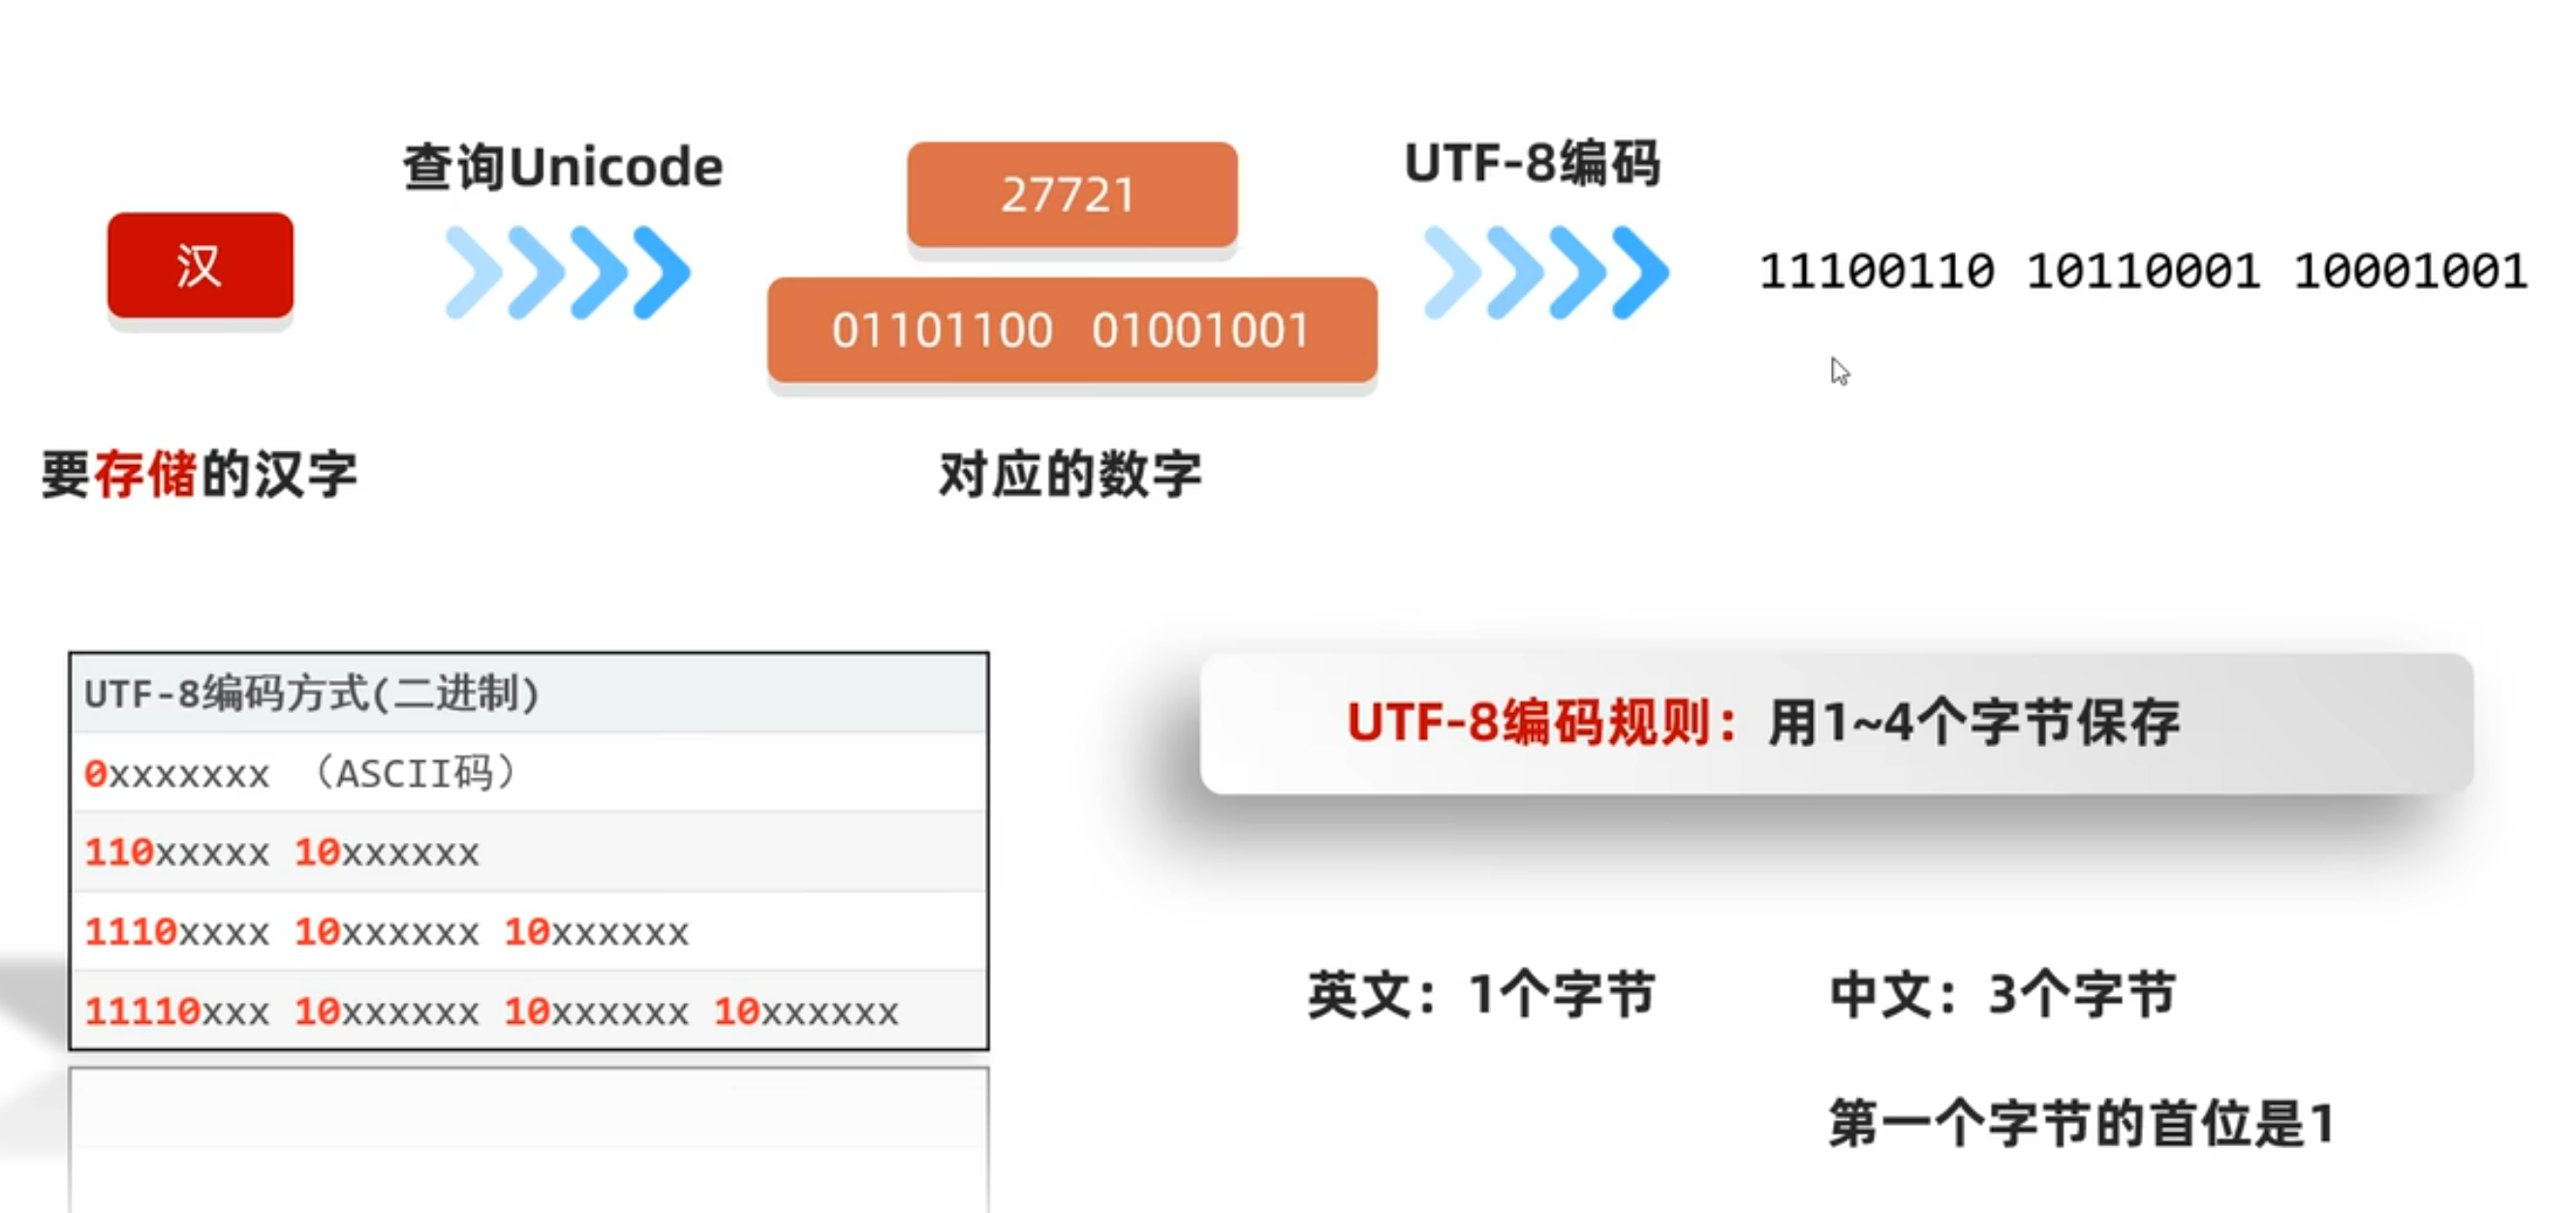 查询Unicode
27721
UTF-8编码
汉
01101100 01001001
11100110 10110001 10001001
要存储的汉字
对应的数字
UTF-8编码方式(二进制)
0xxxxxxx （ASCII码）
110xxxxx 10xxxxxx
1110xxxx 10xxxxxx 10xxxxxx
11110xxx 10xxxxxx 10xxxxxx 10xxxxxx
UTF-8编码规则：用1~4个字节保存
英文：1个字节
中文：3个字节
第一个字节的首位是1